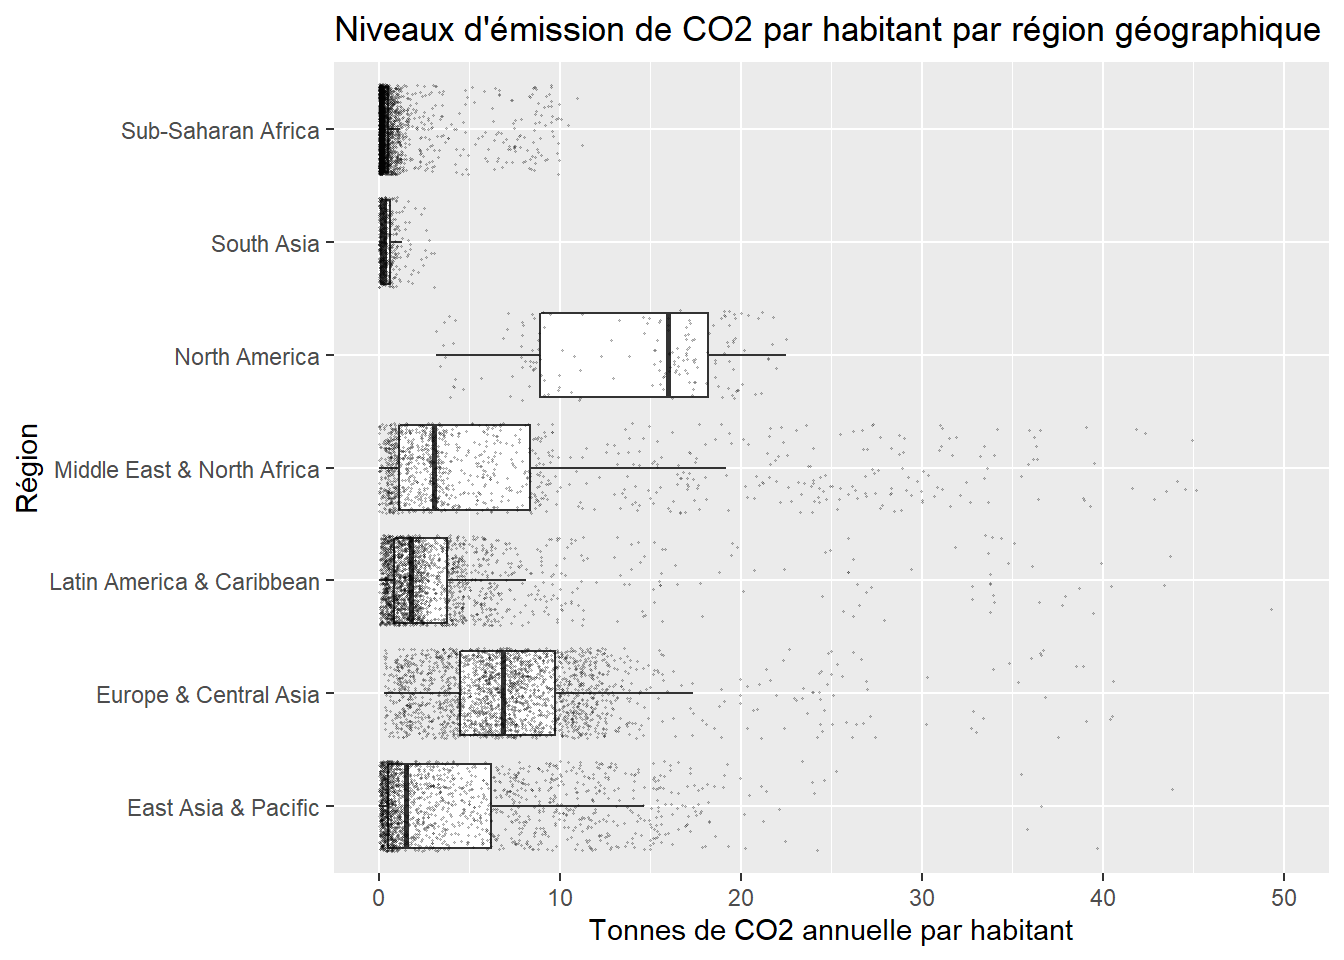 Niveaux d'émission de CO2 par habitant par région géographique
Région
Sub-Saharan Africa
South Asia
North America
Middle East & North Africa
Latin America & Caribbean
Europe & Central Asia
East Asia & Pacific
0 10 20 30 40 50
Tonnes de CO2 annuelle par habitant